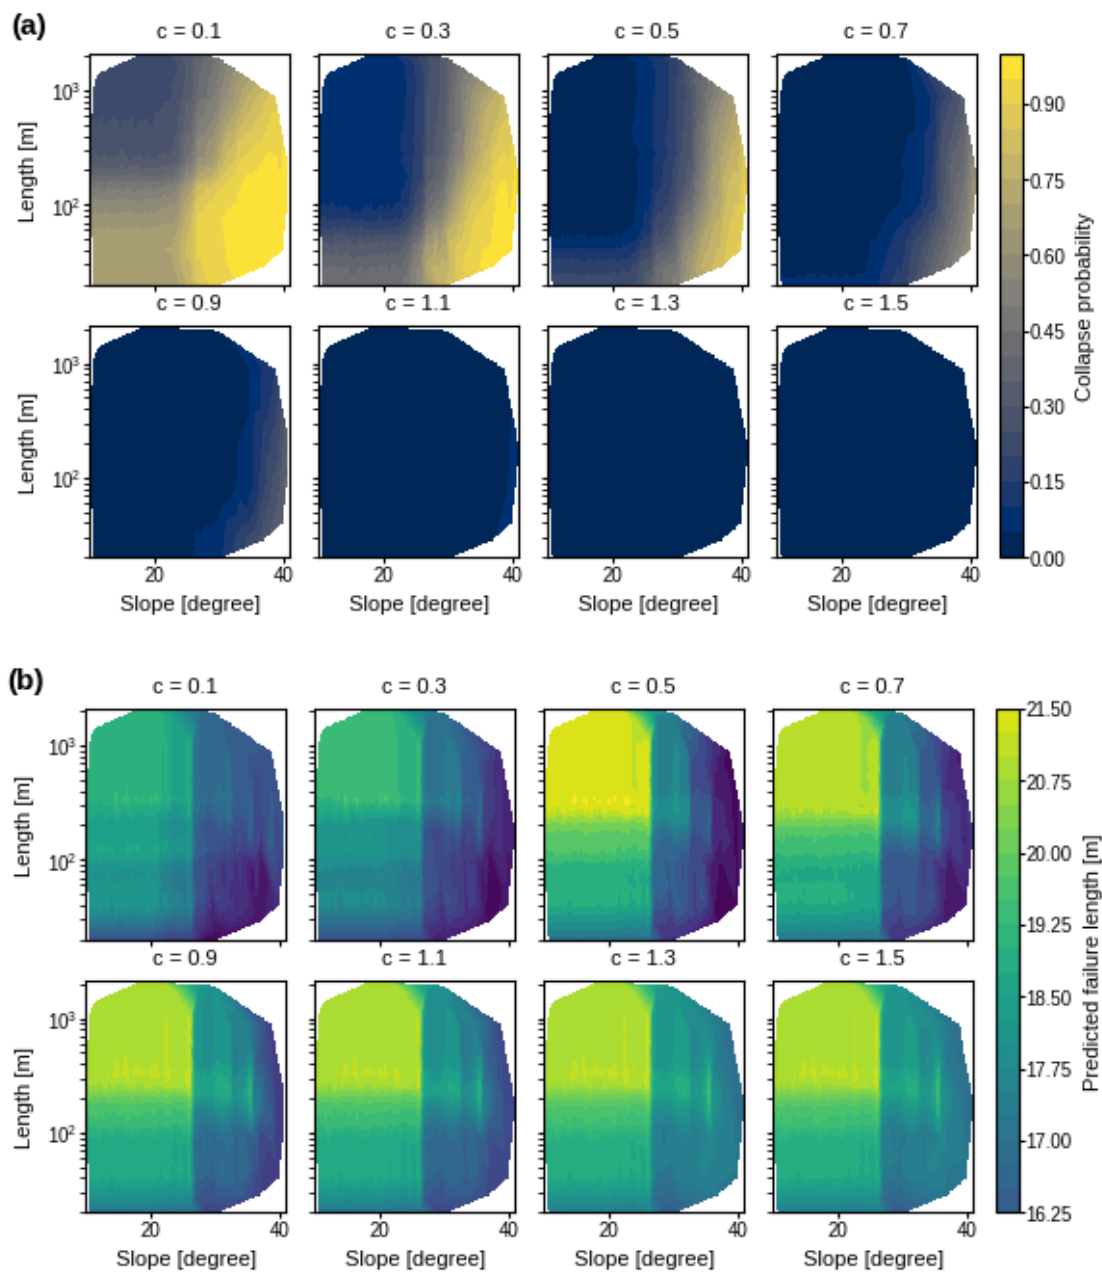 (a)
c = 0.1 c = 0.3 c = 0.5 c = 0.7
Length [m]
10³
10²
c = 0.9 c = 1.1 c = 1.3 c = 1.5
Length [m]
10³
10²
20 40 20 40 20 40 20 40
Slope [degree] Slope [degree] Slope [degree] Slope [degree]
0.90
0.75
0.60
0.45
0.30
0.15
0.00
Collapse probability
(b)
c = 0.1 c = 0.3 c = 0.5 c = 0.7
Length [m]
10³
10²
c = 0.9 c = 1.1 c = 1.3 c = 1.5
Length [m]
10³
10²
20 40 20 40 20 40 20 40
Slope [degree] Slope [degree] Slope [degree] Slope [degree]
21.50
20.75
20.00
19.25
18.50
17.75
17.00
16.25
Predicted failure length [m]